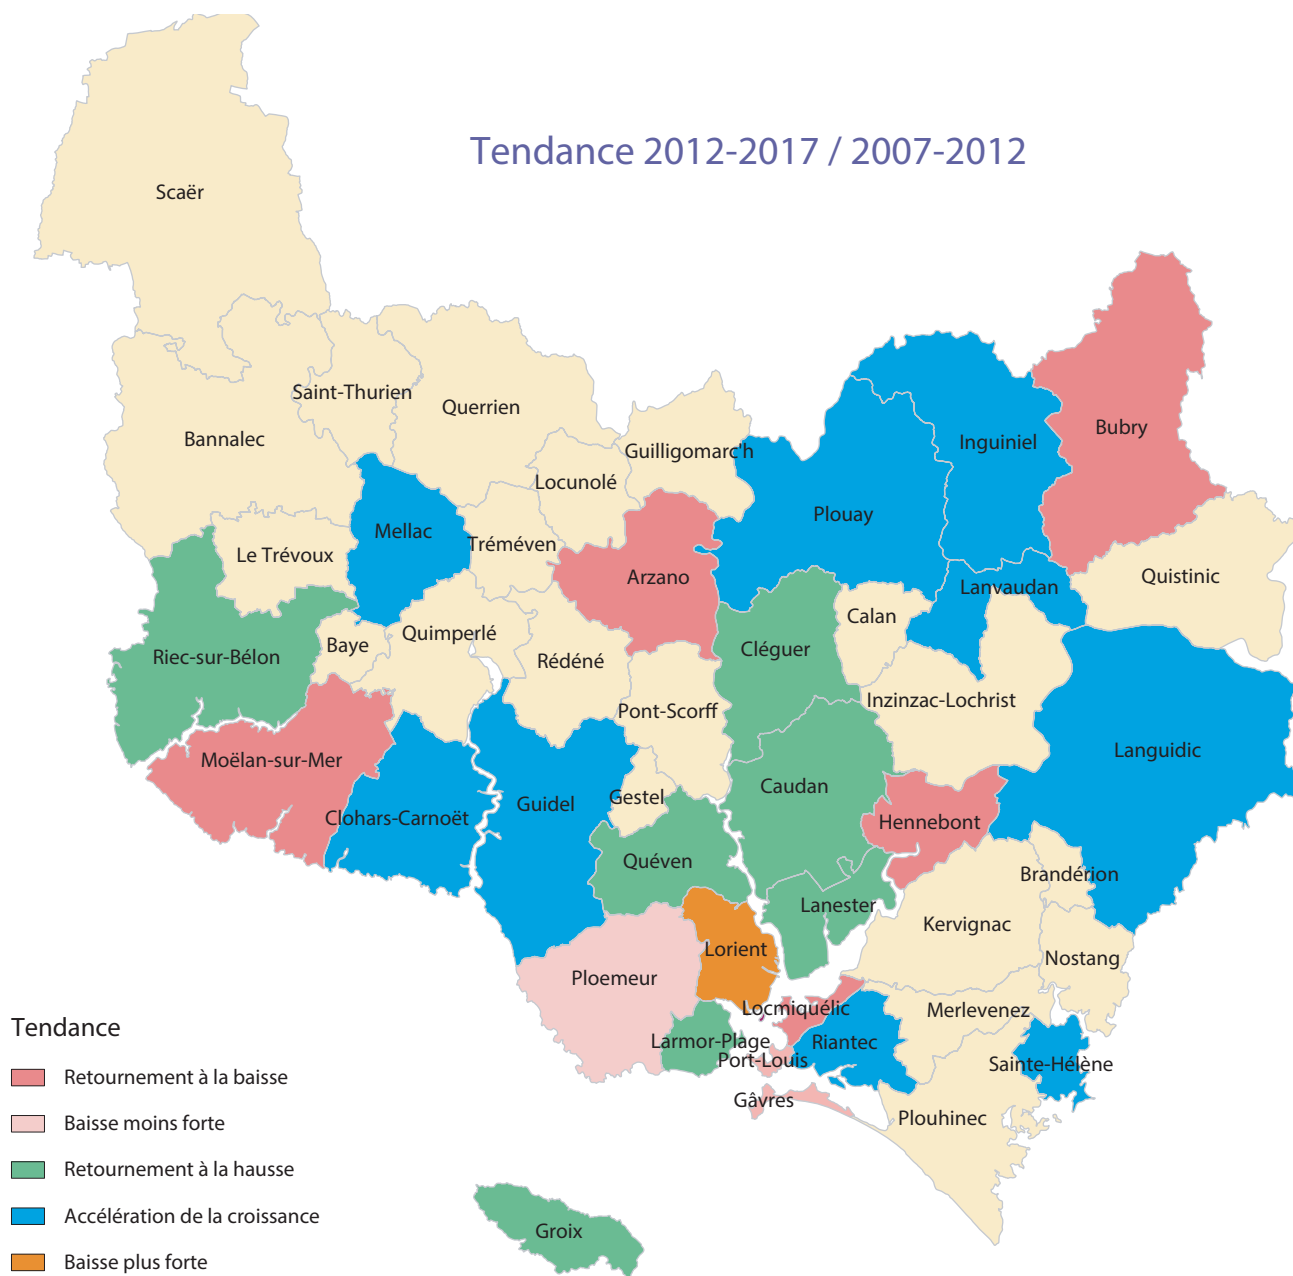 Tendance 2012-2017 / 2007-2012
Scaër
Saint-Thurien
Querrien
Bannalec
Guilligomarc'h
Inguiniel
Bubry
Locunolé
Plouay
Mellac
Le Trévoux
Tréméven
Arzano
Lanvaudan
Quistinic
Calan
Quimperlé
Baye
Riec-sur-Bélon
Rédéné
Cléguer
Inzinzac-Lochrist
Pont-Scorff
Languidic
Moëlan-sur-Mer
Caudan
Gestel
Guidel
Clohars-Carnoët
Hennebont
Quéven
Brandérion
Lanester
Kervignac
Lorient
Nostang
Ploemeur
Locmiquélic
Merlevenez
Larmor-Plage
Riantec
Port-Louis
Sainte-Hélène
Gâvres
Plouhinec
Groix
Tendance
Retournement à la baisse
Baisse moins forte
Retournement à la hausse
Accélération de la croissance
Baisse plus forte